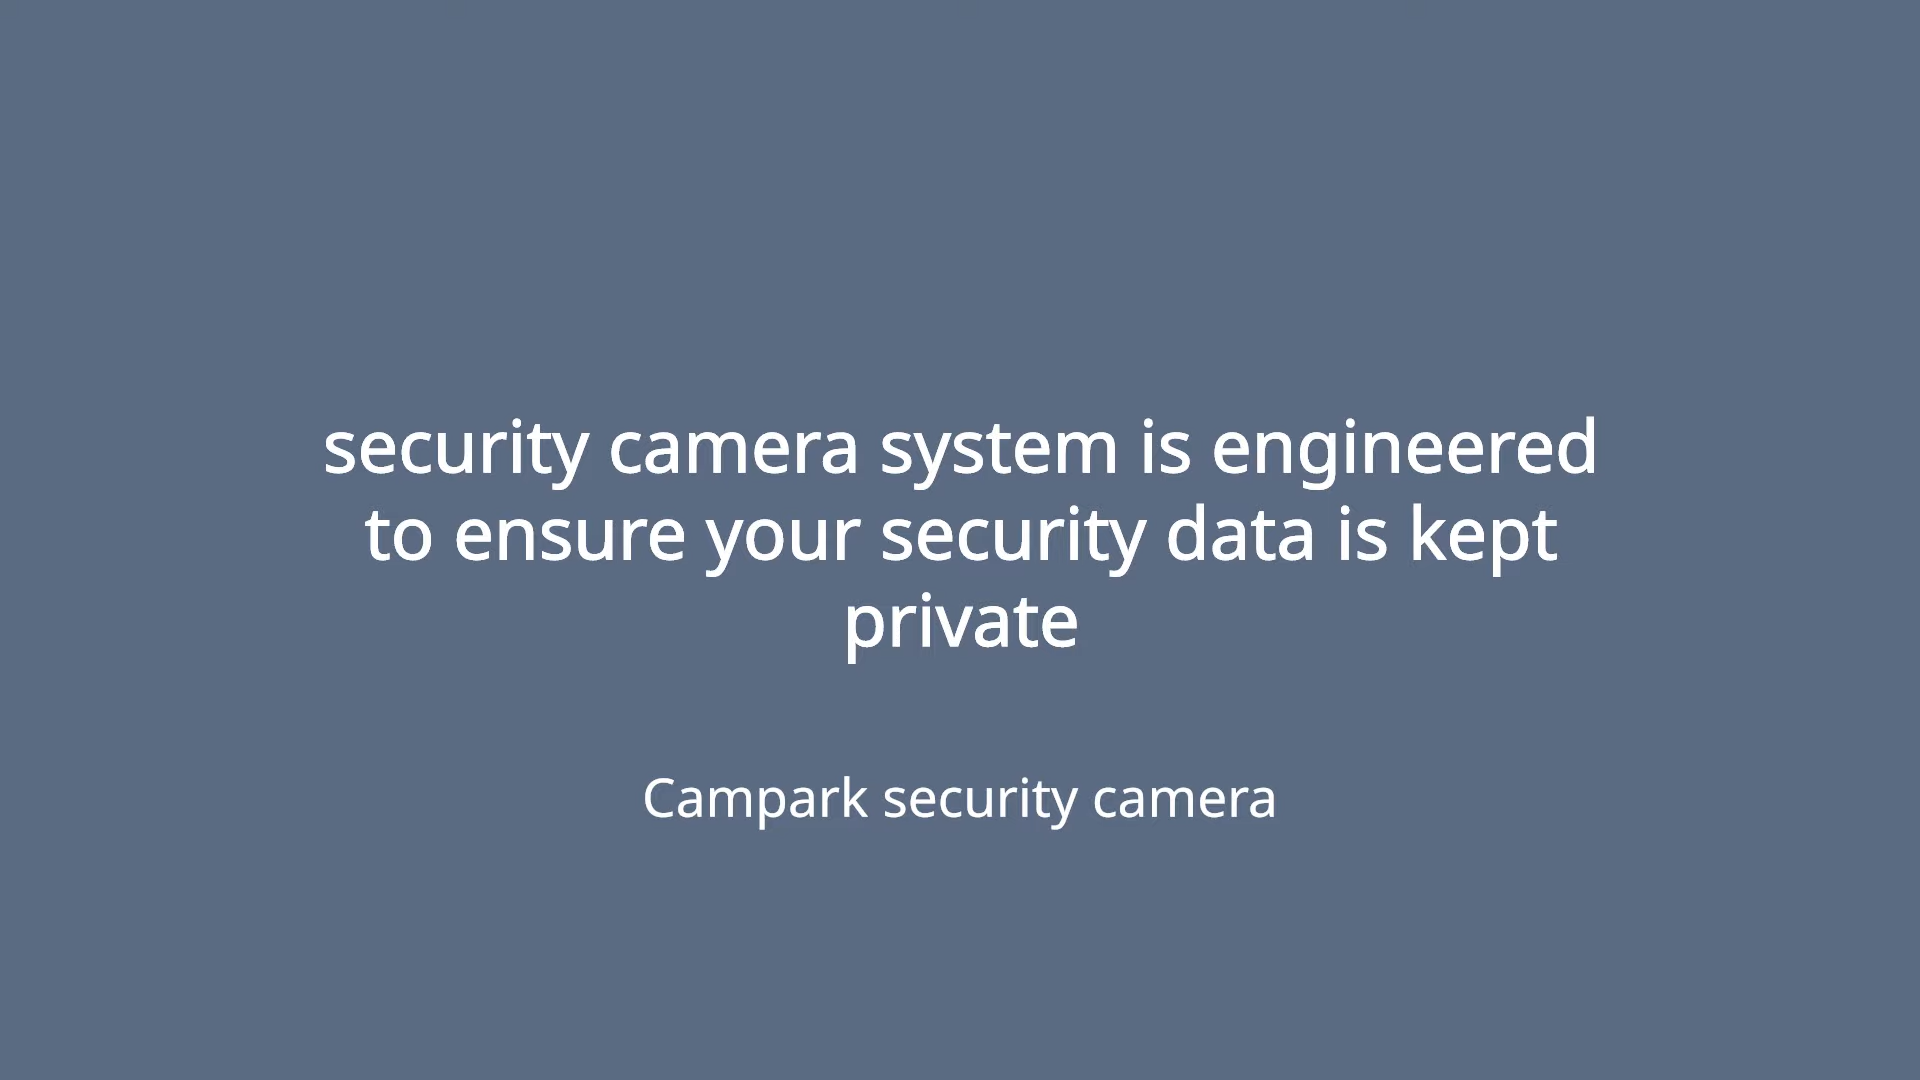 security camera system is engineered
to ensure your security data is kept
private
Campark security camera